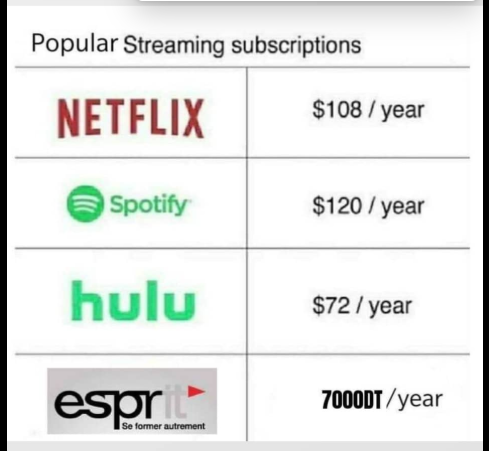 Popular Streaming subscriptions
NETFLIX
$108 / year
Spotify
$120 / year
hulu
$72 / year
esprit
Se former autrement
7000DT /year